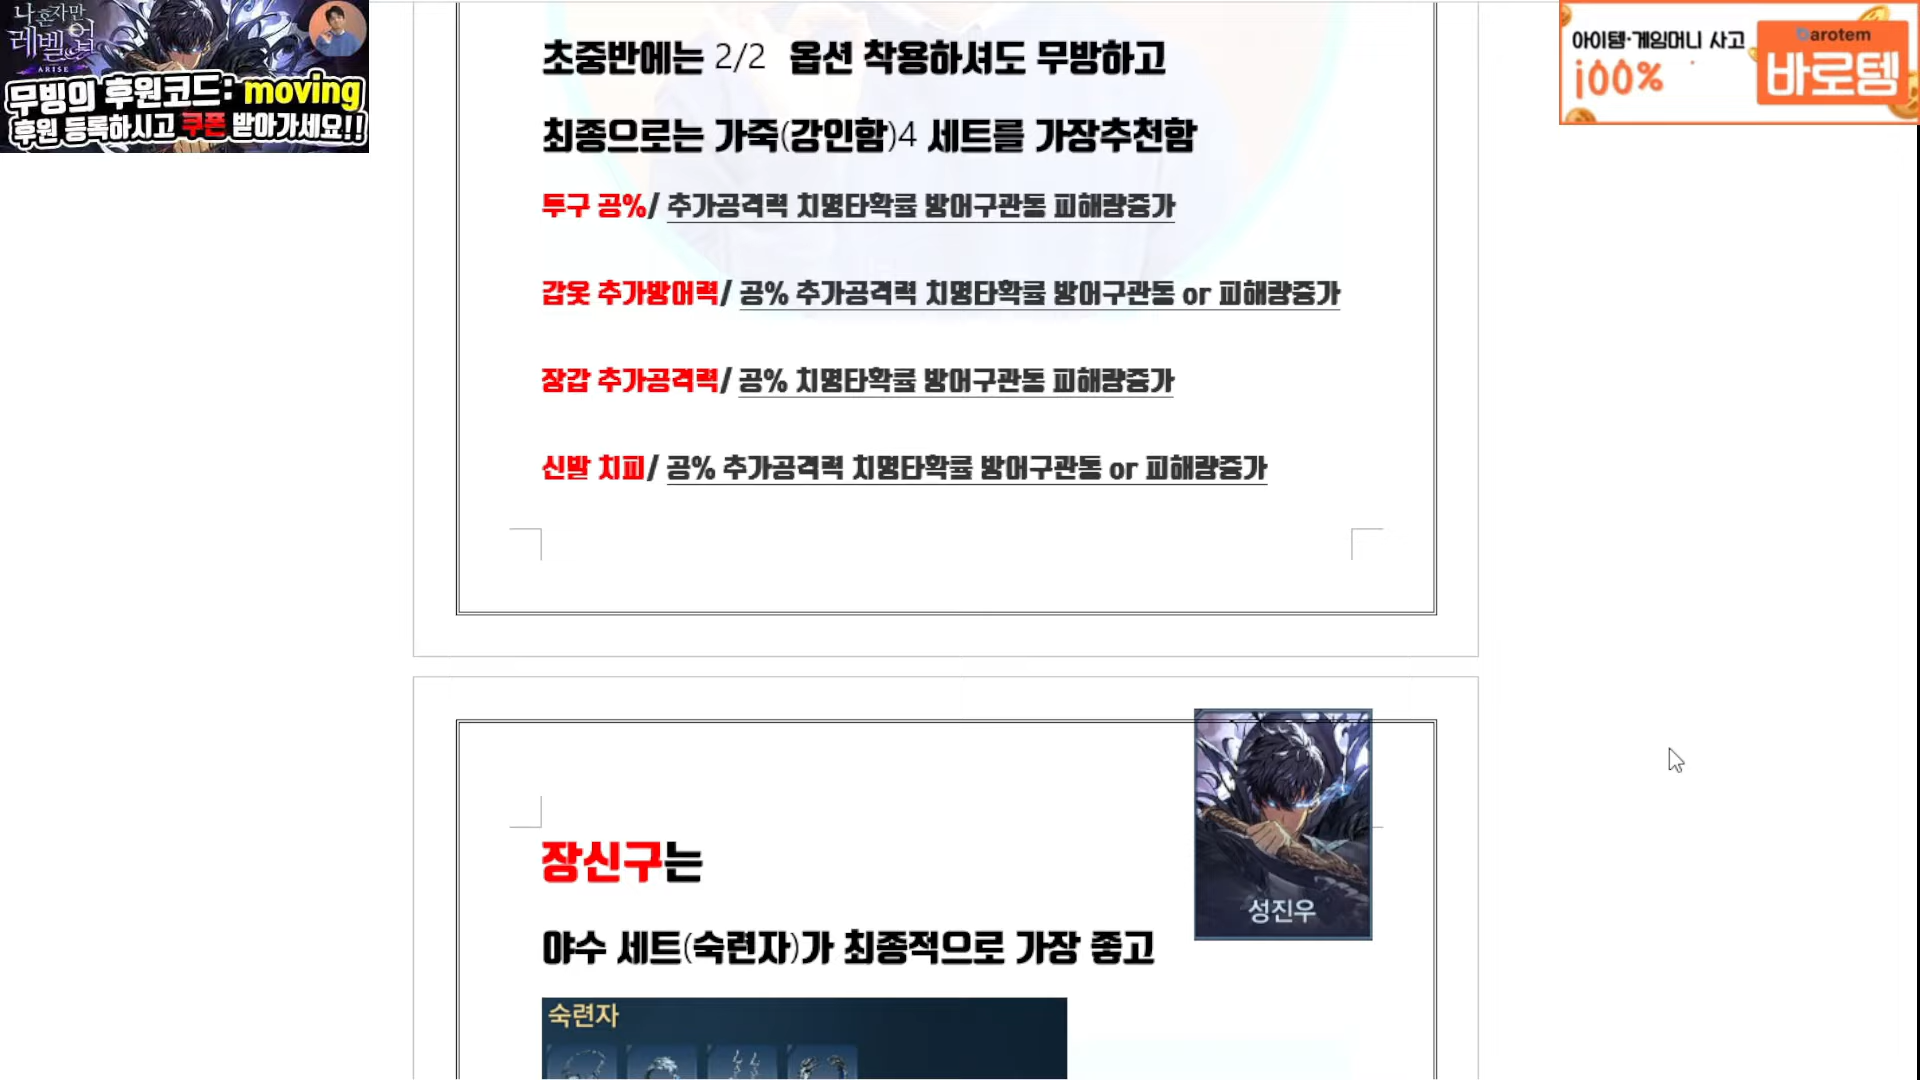 나 혼자만
레벨업
ARISE
무빙의 후원코드: moving
후원 등록하시고 쿠폰 받아가세요!!
아이템·게임머니 사고
100%
barotem
바로템
초중반에는 2/2 옵션 착용하셔도 무방하고
최종으로는 가죽(강인함)4 세트를 가장추천함
투구 공%/ 추가공격력 치명타확률 방어구관통 피해량증가
갑옷 추가방어력/ 공% 추가공격력 치명타확률 방어구관통 or 피해량증가
장갑 추가공격력/ 공% 치명타확률 방어구관통 피해량증가
신발 치피/ 공% 추가공격력 치명타확률 방어구관통 or 피해량증가
성진우
장신구는
야수 세트(숙련자)가 최종적으로 가장 좋고
숙련자